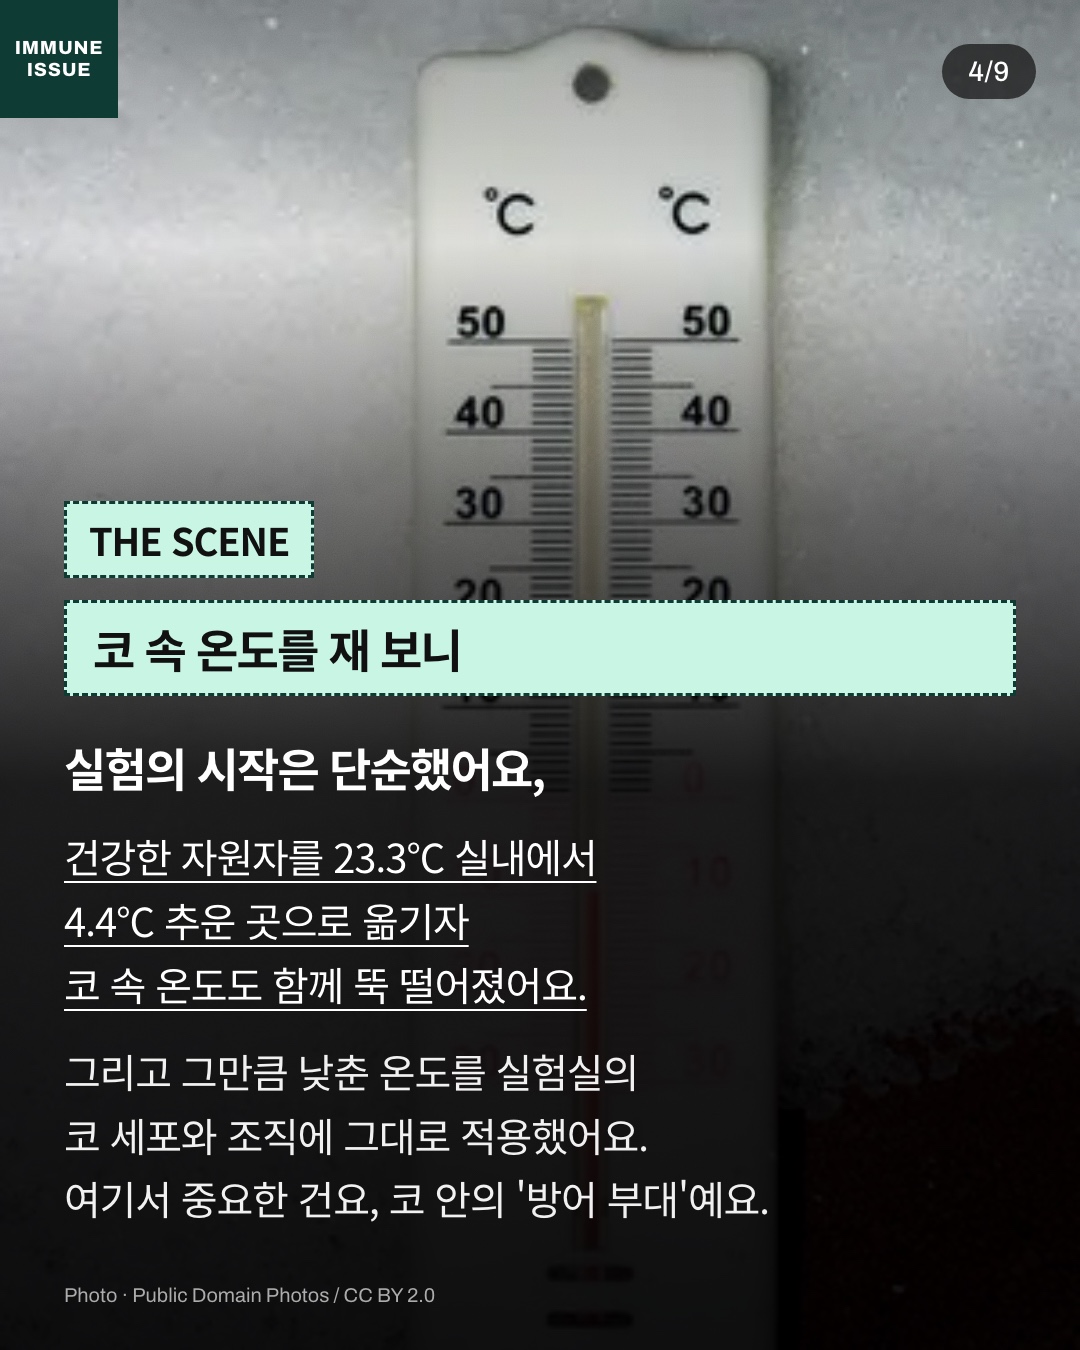 IMMUNE
ISSUE
4/9
°C °C
50 50
40 40
30 30
20 20
THE SCENE
코 속 온도를 재 보니
실험의 시작은 단순했어요,
0
건강한 자원자를 23.3°C 실내에서
10
4.4°C 추운 곳으로 옮기자
20
코 속 온도도 함께 뚝 떨어졌어요.
30
그리고 그만큼 낮춘 온도를 실험실의
코 세포와 조직에 그대로 적용했어요.
여기서 중요한 건요, 코 안의 '방어 부대'예요.
Photo · Public Domain Photos / CC BY 2.0